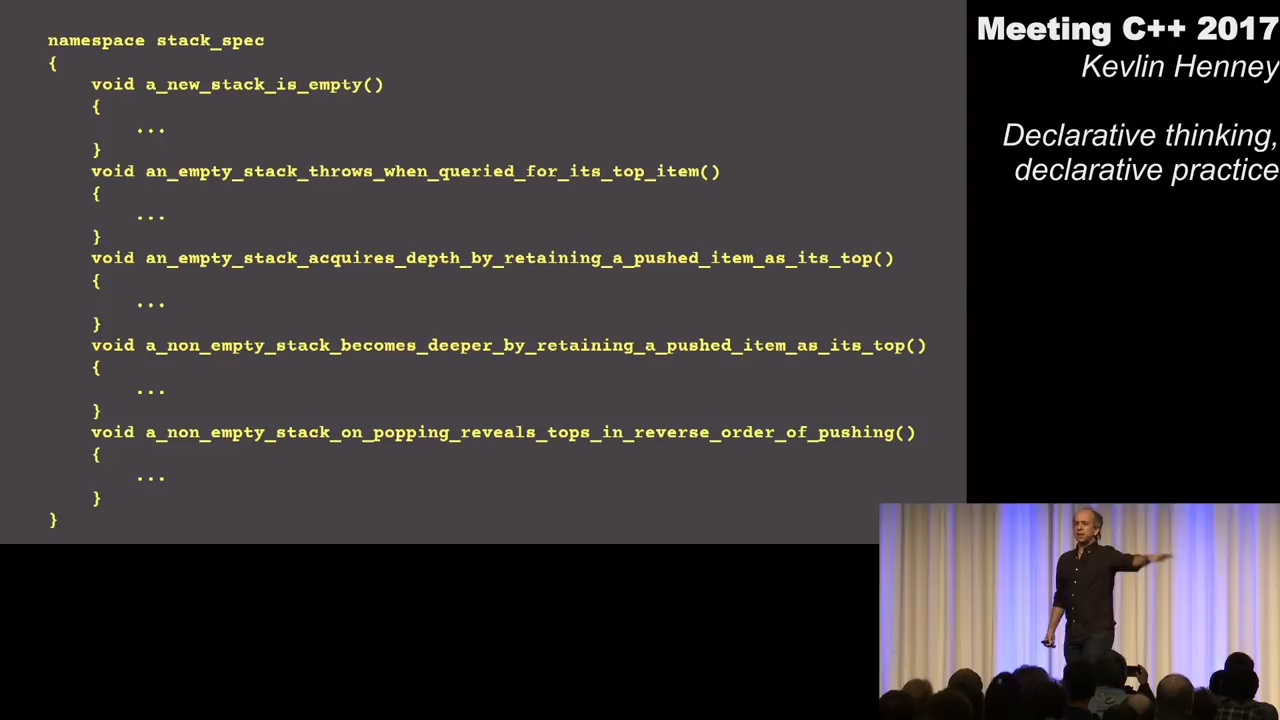 namespace stack_spec
{
void a_new_stack_is_empty()
{
...
}
void an_empty_stack_throws_when_queried_for_its_top_item()
{
...
}
void an_empty_stack_acquires_depth_by_retaining_a_pushed_item_as_its_top()
{
...
}
void a_non_empty_stack_becomes_deeper_by_retaining_a_pushed_item_as_its_top()
{
...
}
void a_non_empty_stack_on_popping_reveals_tops_in_reverse_order_of_pushing()
{
...
}
}
Meeting C++ 2017
Kevlin Henney
Declarative thinking,
declarative practice